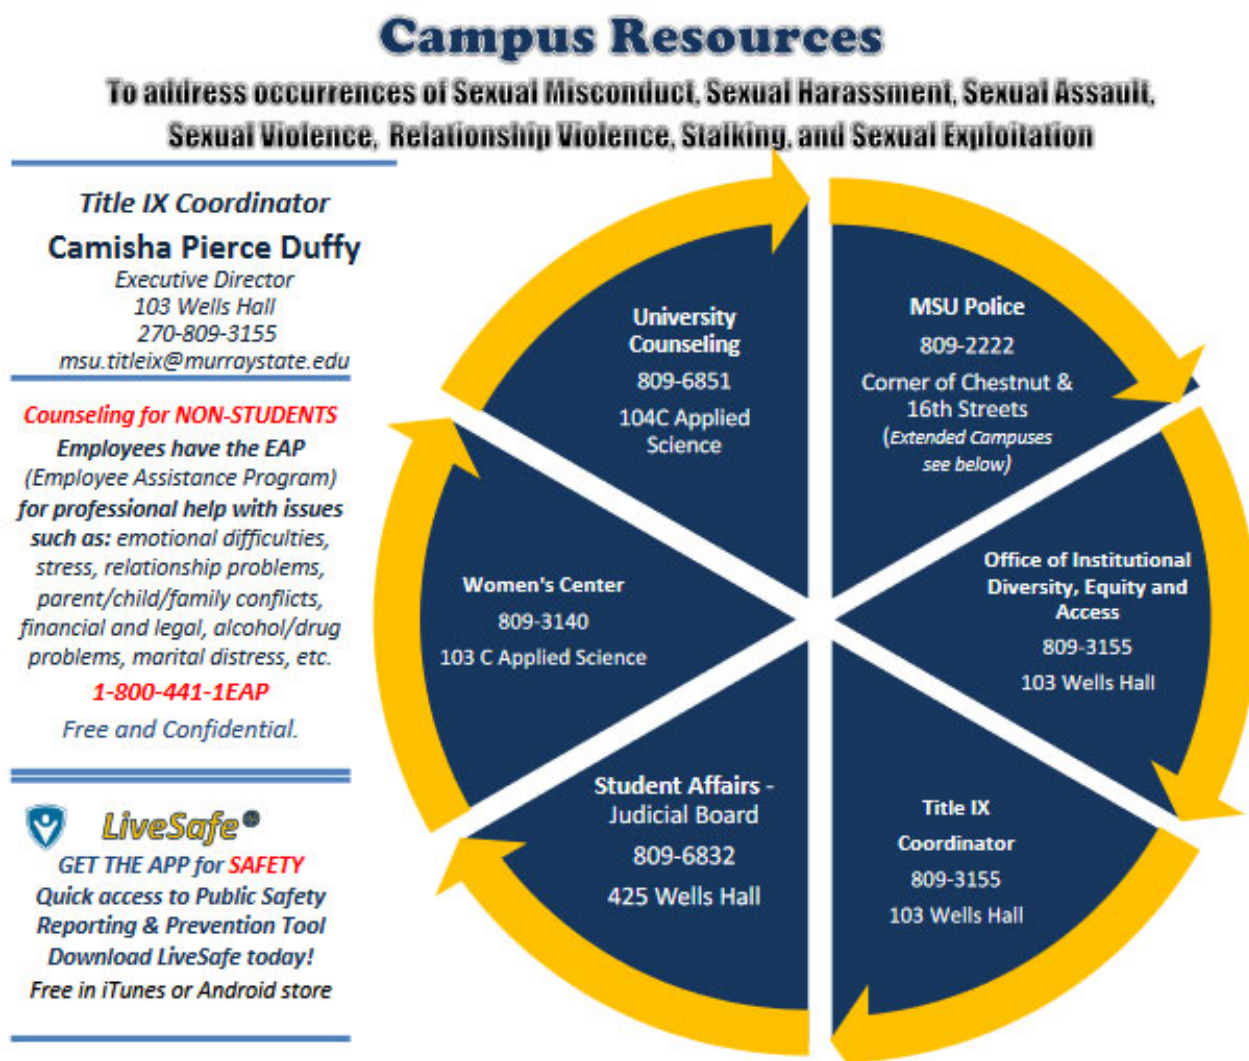 Campus Resources
To address occurrences of Sexual Misconduct, Sexual Harassment, Sexual Assault,
Sexual Violence, Relationship Violence, Stalking, and Sexual Exploitation
Title IX Coordinator
Camisha Pierce Duffy
Executive Director
103 Wells Hall
270-809-3155
msu.titleix@murraystate.edu
Counseling for NON-STUDENTS
Employees have the EAP
(Employee Assistance Program)
for professional help with issues
such as: emotional difficulties,
stress, relationship problems,
parent/child/family conflicts,
financial and legal, alcohol/drug
problems, marital distress, etc.
1-800-441-1EAP
Free and Confidential.
LiveSafe
GET THE APP for SAFETY
Quick access to Public Safety
Reporting & Prevention Tool
Download LiveSafe today!
Free in iTunes or Android store
University
Counseling
809-6851
104C Applied
Science
MSU Police
809-2222
Corner of Chestnut &
16th Streets
(Extended Campuses
see below)
Office of Institutional
Diversity, Equity and
Access
809-3155
103 Wells Hall
Title IX
Coordinator
809-3155
103 Wells Hall
Student Affairs -
Judicial Board
809-6832
425 Wells Hall
Women's Center
809-3140
103 C Applied Science